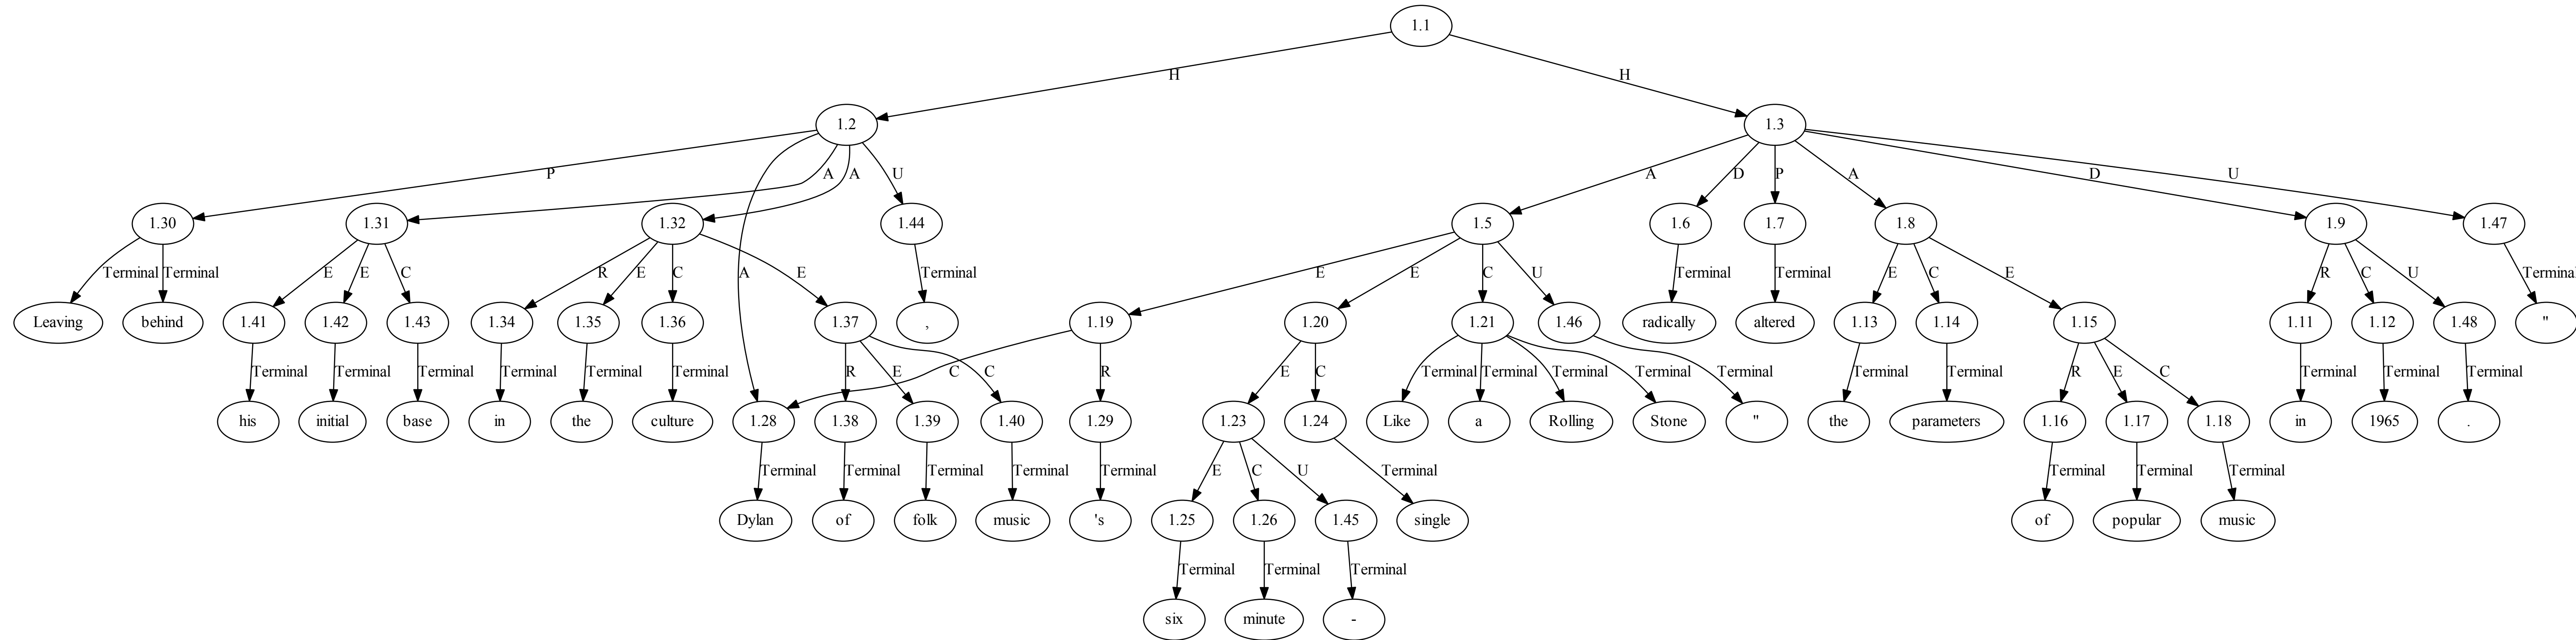 1.1
H H
1.2 1.3
P A A A U A D P A D U
1.30 1.31 1.32 1.44 1.5 1.6 1.7 1.8 1.9 1.47
Terminal Terminal E E C R E C E Terminal E E C U Terminal Terminal E C E R C U Terminal
Leaving behind 1.41 1.42 1.43 1.34 1.35 1.36 1.37 , 1.19 1.20 1.21 1.46 radically altered 1.13 1.14 1.15 1.11 1.12 1.48 "
Terminal Terminal Terminal Terminal Terminal Terminal R E C C R E C Terminal Terminal Terminal Terminal Terminal Terminal Terminal R E C Terminal Terminal Terminal
his initial base in the culture 1.28 1.38 1.39 1.40 1.29 1.23 1.24 Like a Rolling Stone " the parameters 1.16 1.17 1.18 in 1965 .
Terminal Terminal Terminal Terminal Terminal E C U Terminal Terminal Terminal Terminal
Dylan of folk music 's 1.25 1.26 1.45 single of popular music
Terminal Terminal Terminal
six minute -